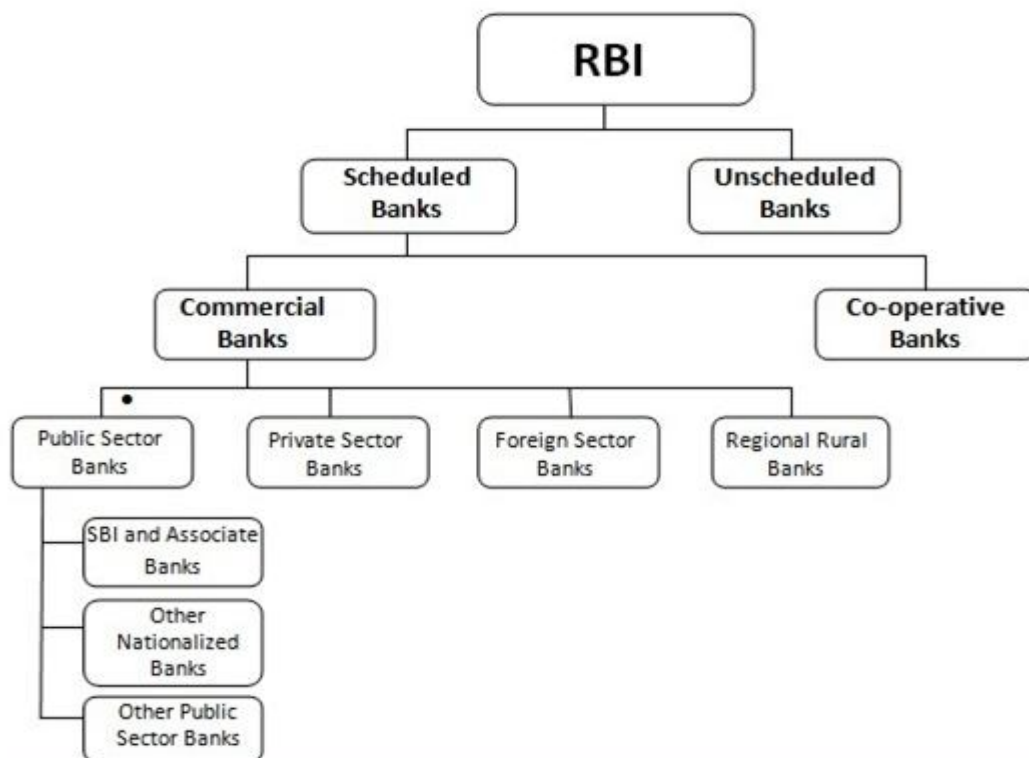 RBI
Scheduled
Banks
Unscheduled
Banks
Commercial
Banks
Co-operative
Banks
Public Sector
Banks
Private Sector
Banks
Foreign Sector
Banks
Regional Rural
Banks
SBI and Associate
Banks
Other
Nationalized
Banks
Other Public
Sector Banks